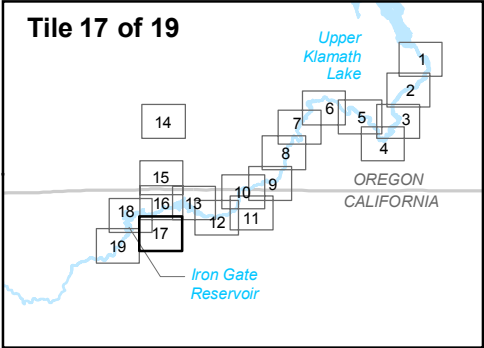 Tile 17 of 19
Upper
Klamath
Lake
1
2
3
4
5
6
7
8
9
10
11
12
13
14
15
16
17
18
19
OREGON
CALIFORNIA
Iron Gate
Reservoir